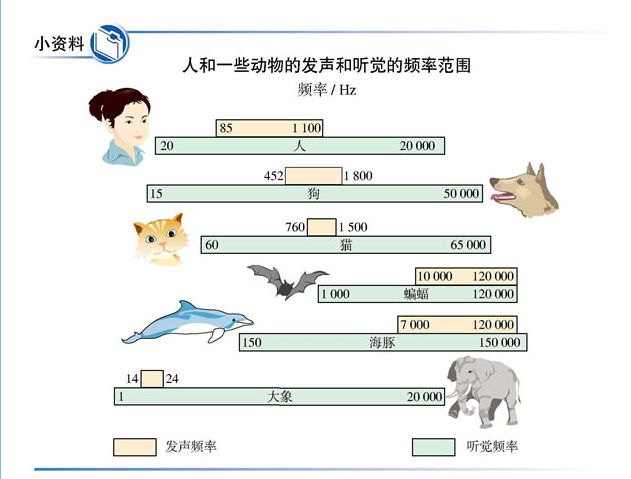 小资料
人和一些动物的发声和听觉的频率范围
频率 / Hz
85 1 100
20 人 20 000
452 1 800
15 狗 50 000
760 1 500
60 猫 65 000
10 000 120 000
1 000 蝙蝠 120 000
7 000 120 000
150 海豚 150 000
14 24
1 大象 20 000
发声频率 听觉频率